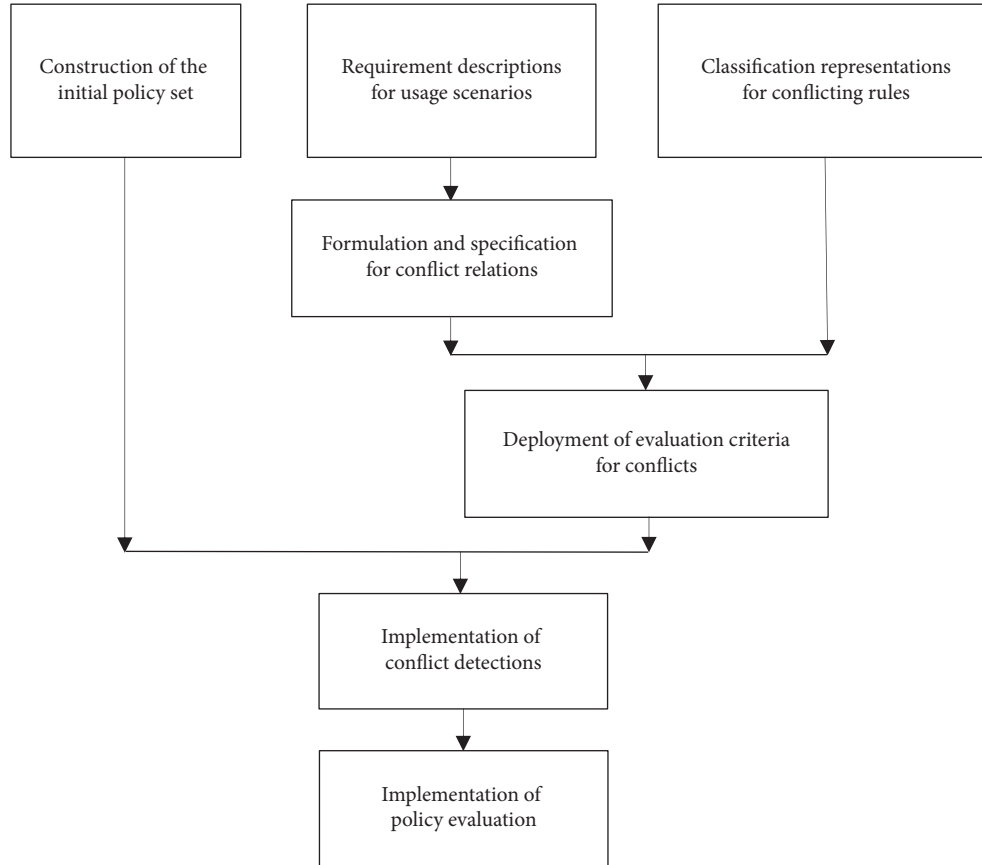 Construction of the
initial policy set
Requirement descriptions
for usage scenarios
Classification representations
for conflicting rules
Formulation and specification
for conflict relations
Deployment of evaluation criteria
for conflicts
Implementation of
conflict detections
Implementation of
policy evaluation